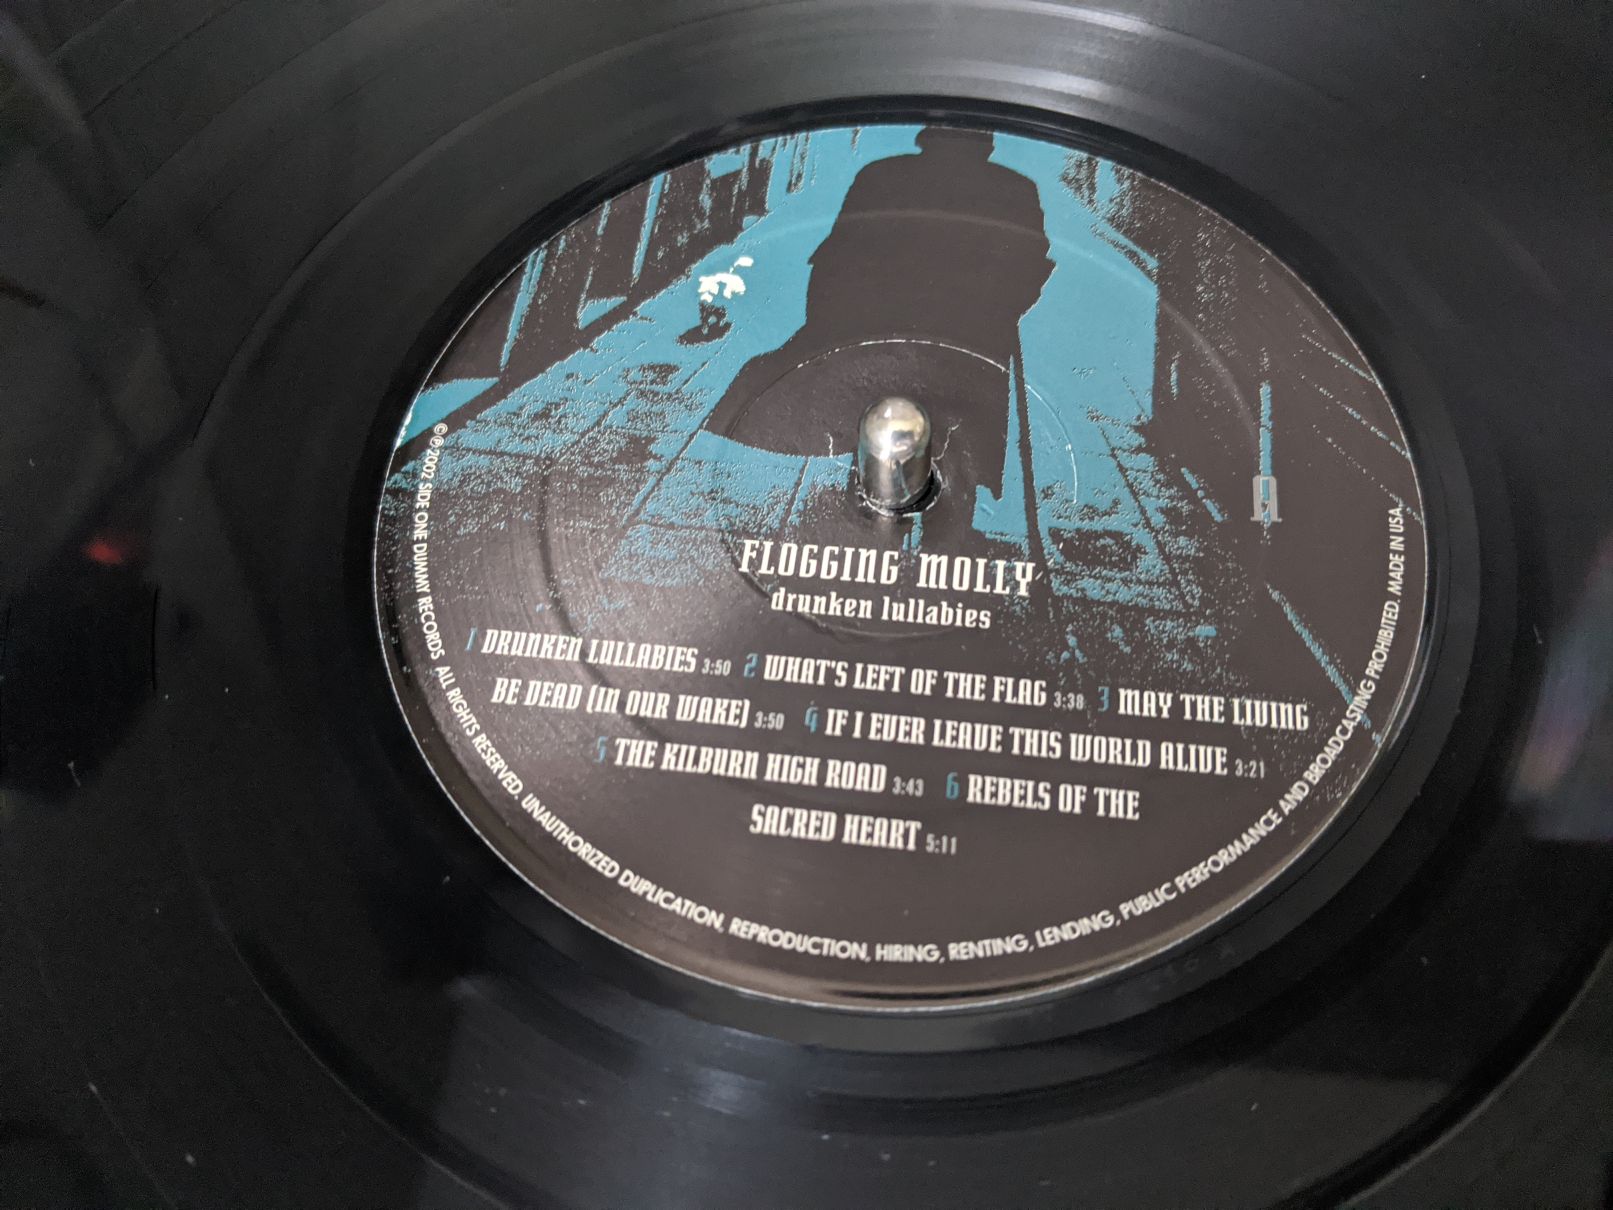 A
FLOGGING MOLLY
drunken lullabies
1 DRUNKEN LULLABIES 3:50 2 WHAT'S LEFT OF THE FLAG 3:38 3 MAY THE LIVING
BE DEAD (IN OUR WAKE) 3:50 4 IF I EVER LEAVE THIS WORLD ALIVE 3:21
5 THE KILBURN HIGH ROAD 3:43 6 REBELS OF THE
SACRED HEART 5:11
©℗2002 SIDE ONE DUMMY RECORDS ALL RIGHTS RESERVED. UNAUTHORIZED DUPLICATION, REPRODUCTION, HIRING, RENTING, LENDING, PUBLIC PERFORMANCE AND BROADCASTING PROHIBITED. MADE IN USA.